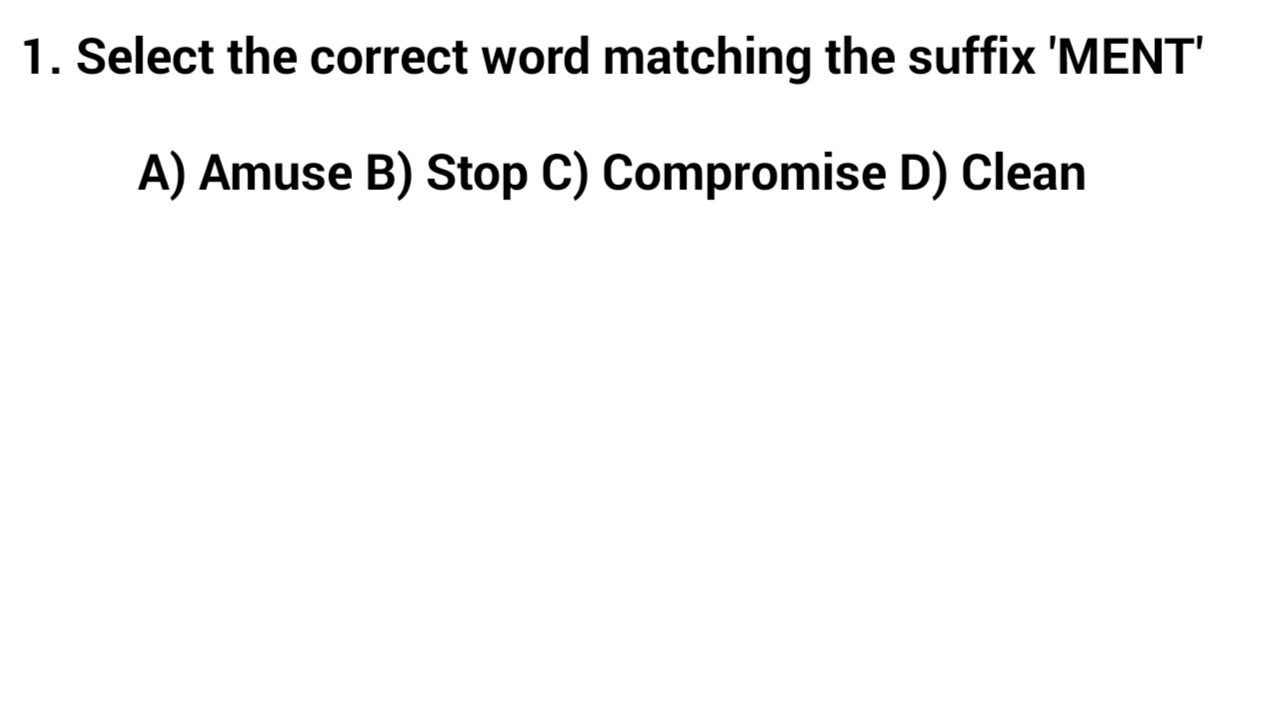 1. Select the correct word matching the suffix 'MENT'
A) Amuse B) Stop C) Compromise D) Clean